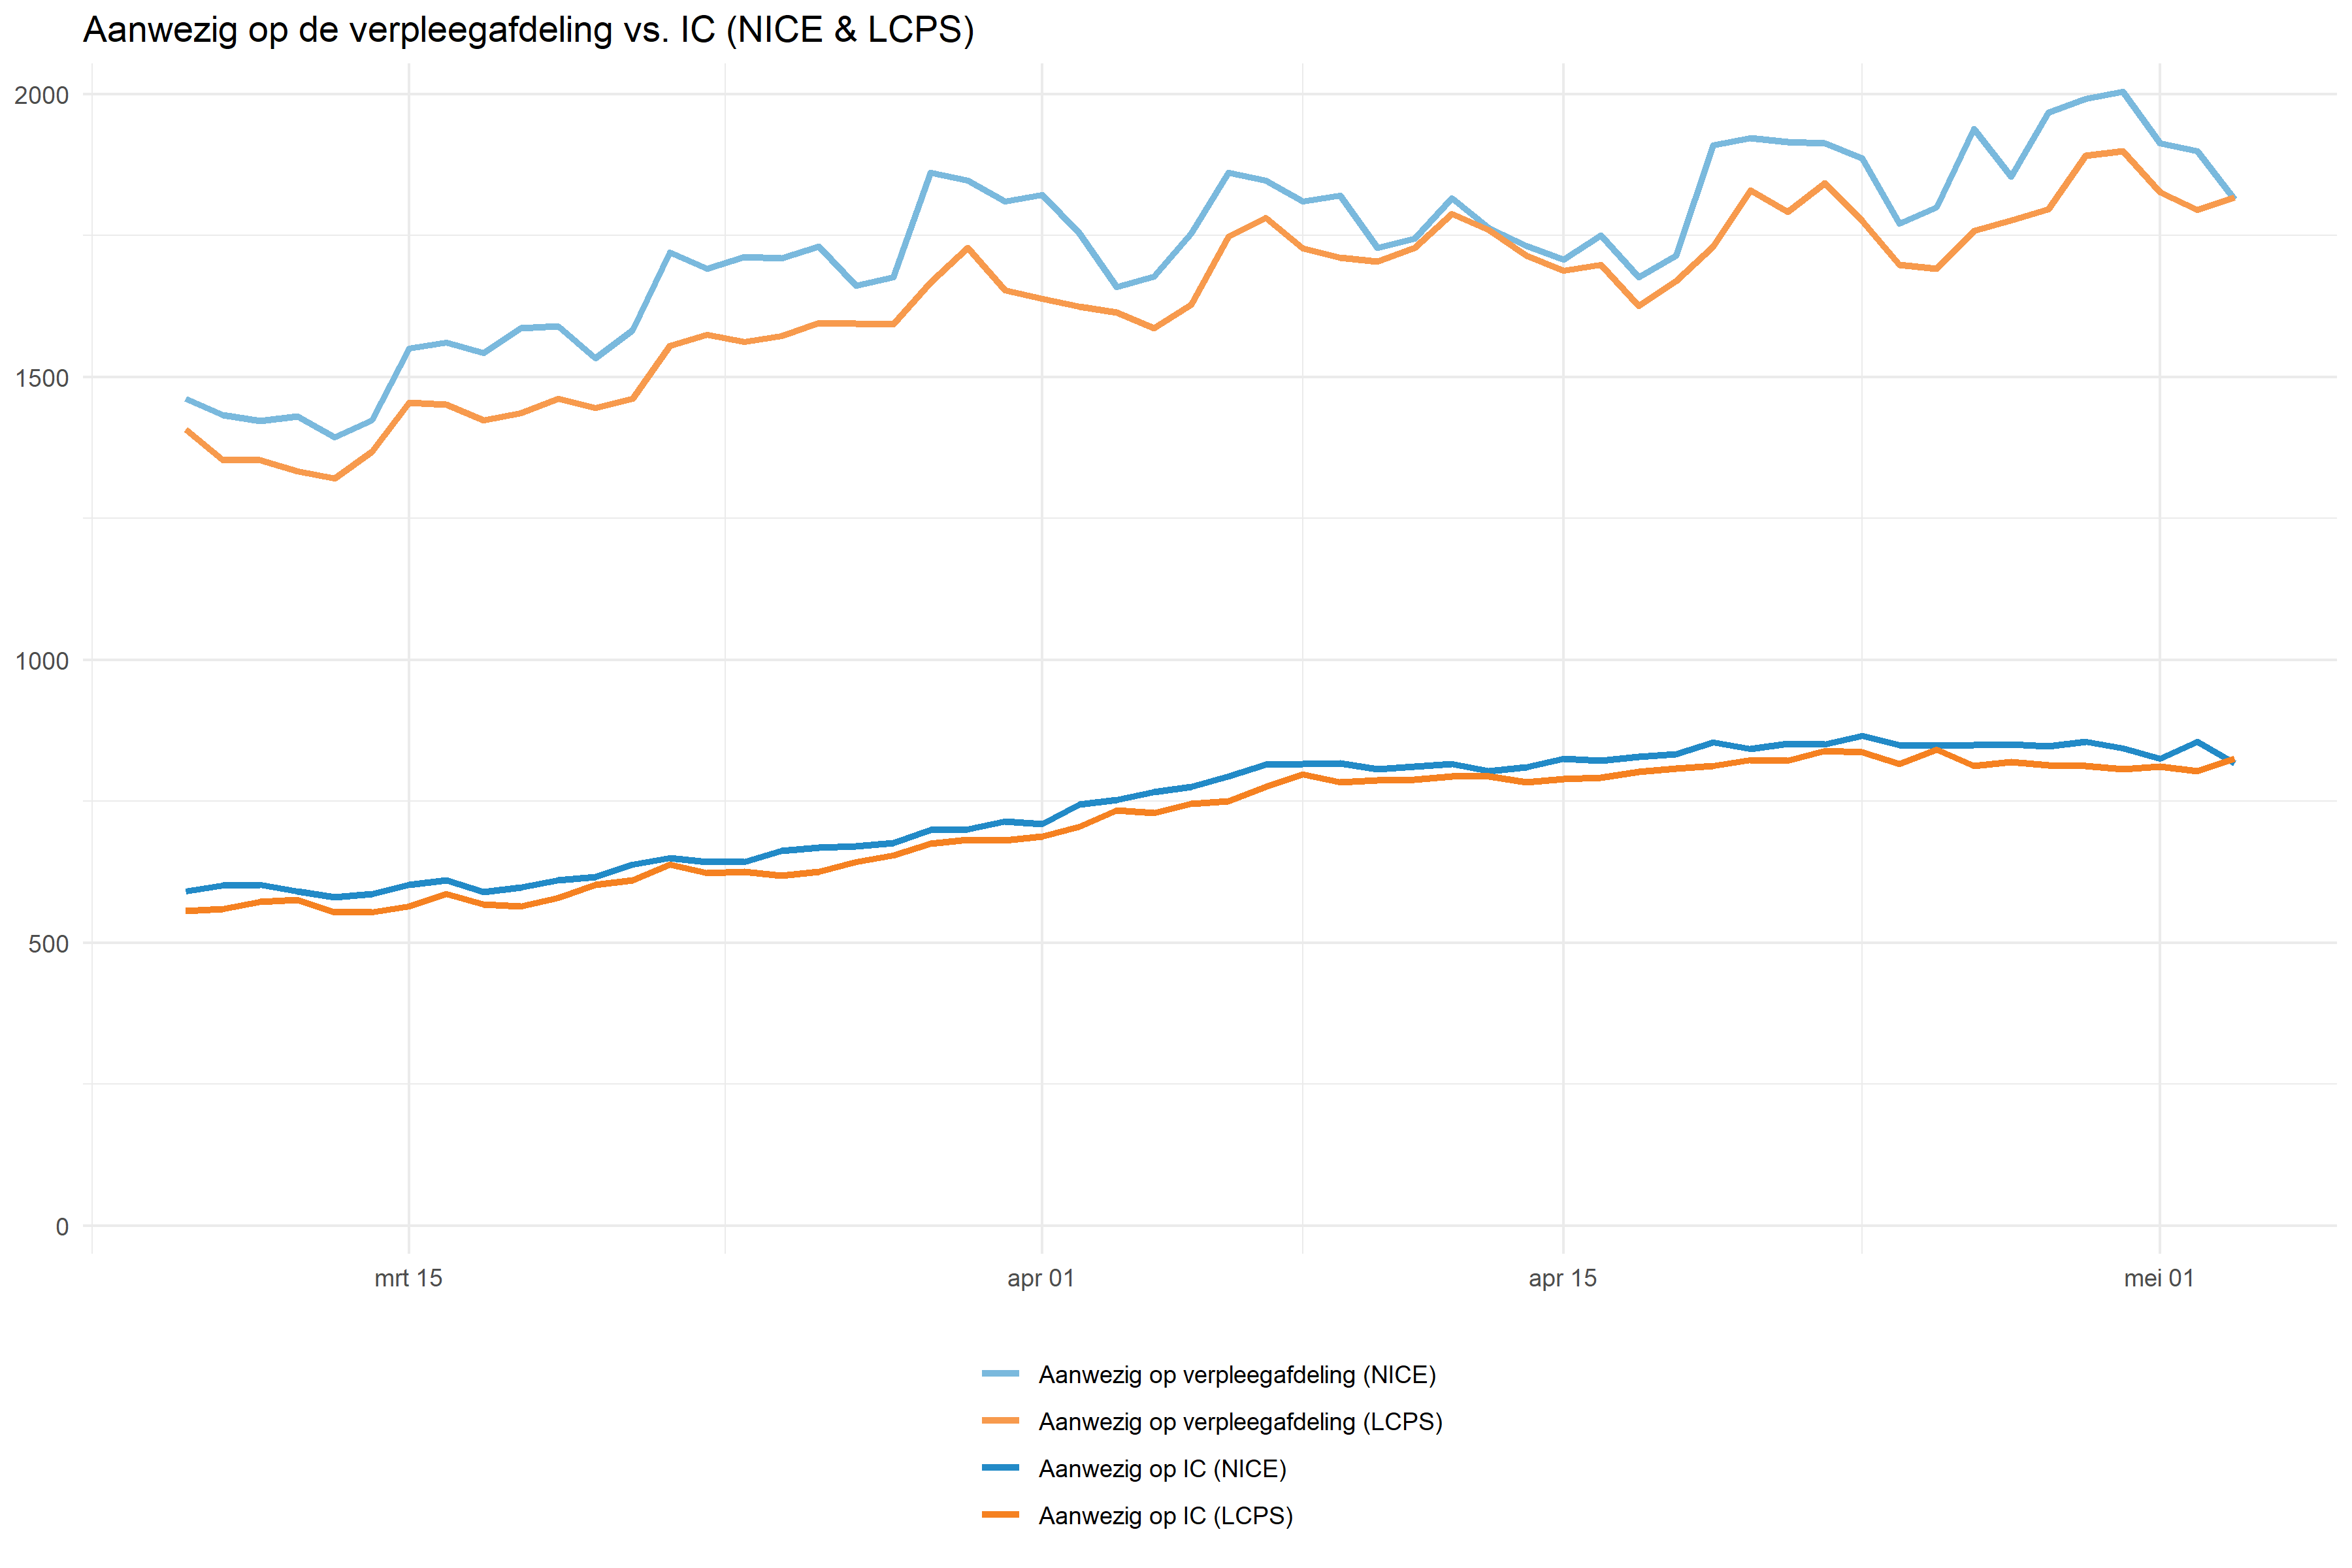 Aanwezig op de verpleegafdeling vs. IC (NICE & LCPS)
2000
1500
1000
500
0
mrt 15 apr 01 apr 15 mei 01
Aanwezig op verpleegafdeling (NICE)
Aanwezig op verpleegafdeling (LCPS)
Aanwezig op IC (NICE)
Aanwezig op IC (LCPS)